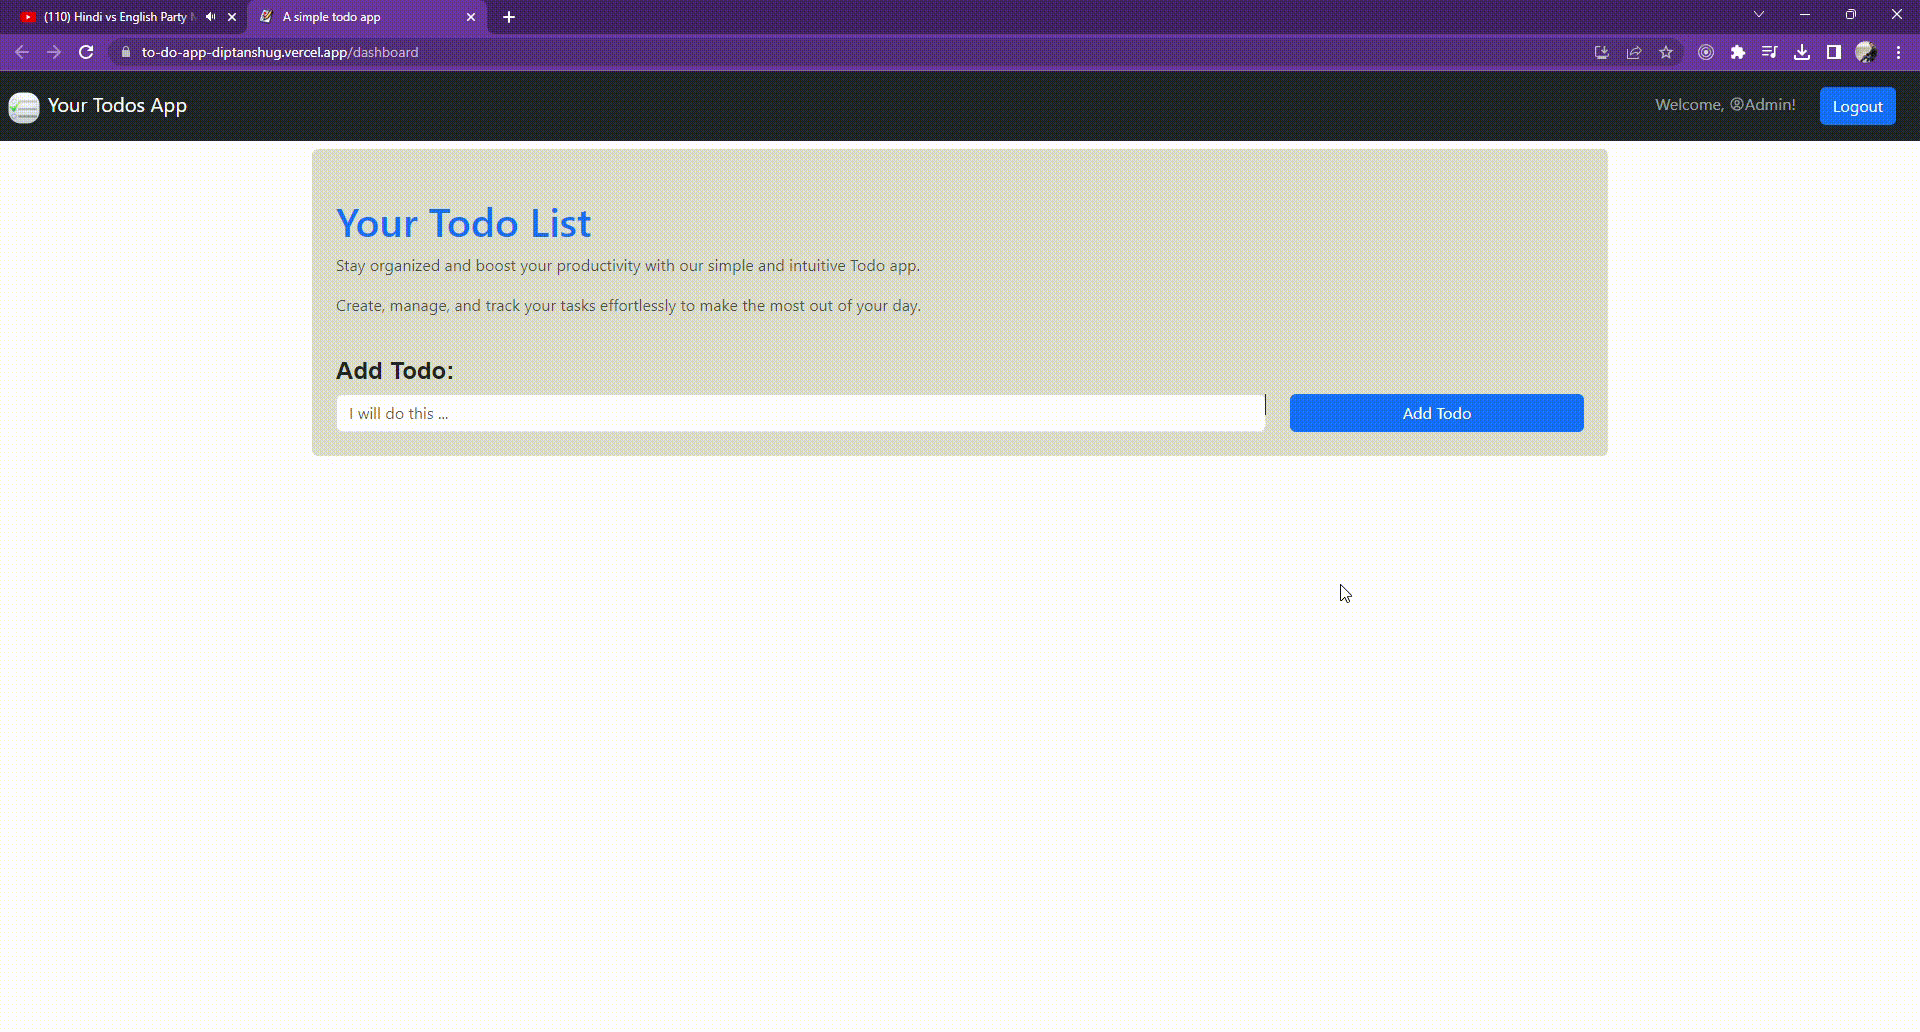 (110) Hindi vs English Party
A simple todo app
to-do-app-diptanshug.vercel.app/dashboard
Your Todos App
Welcome, Admin!
Logout
Your Todo List
Stay organized and boost your productivity with our simple and intuitive Todo app.
Create, manage, and track your tasks effortlessly to make the most out of your day.
Add Todo:
I will do this ...
Add Todo